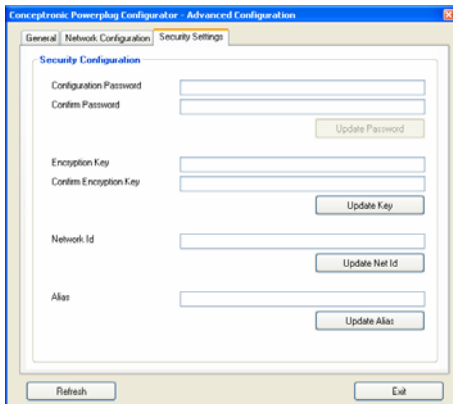 Conceptronic Powerplug Configurator - Advanced Configuration
General Network Configuration Security Settings
Security Configuration
Configuration Password
Confirm Password
Update Password
Encryption Key
Confirm Encryption Key
Update Key
Network Id
Update Net Id
Alias
Update Alias
Refresh Exit